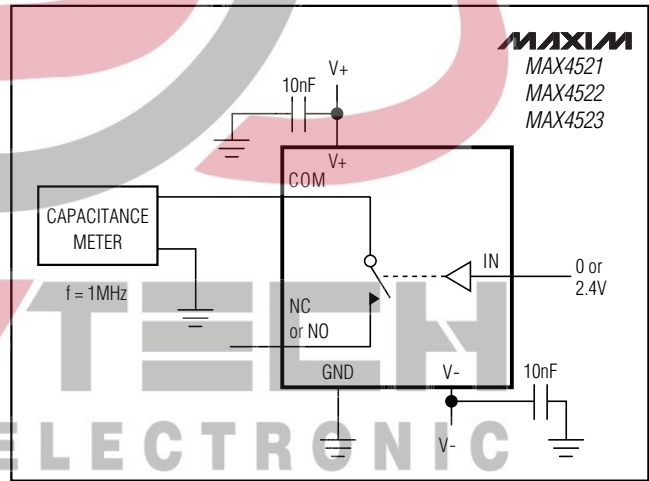 MAXIM
MAX4521
MAX4522
MAX4523
V+
10nF
V+
COM
CAPACITANCE
METER
f = 1MHz
IN
0 or
2.4V
NC
or NO
GND
V-
10nF
V-
TECH
ELECTRONIC